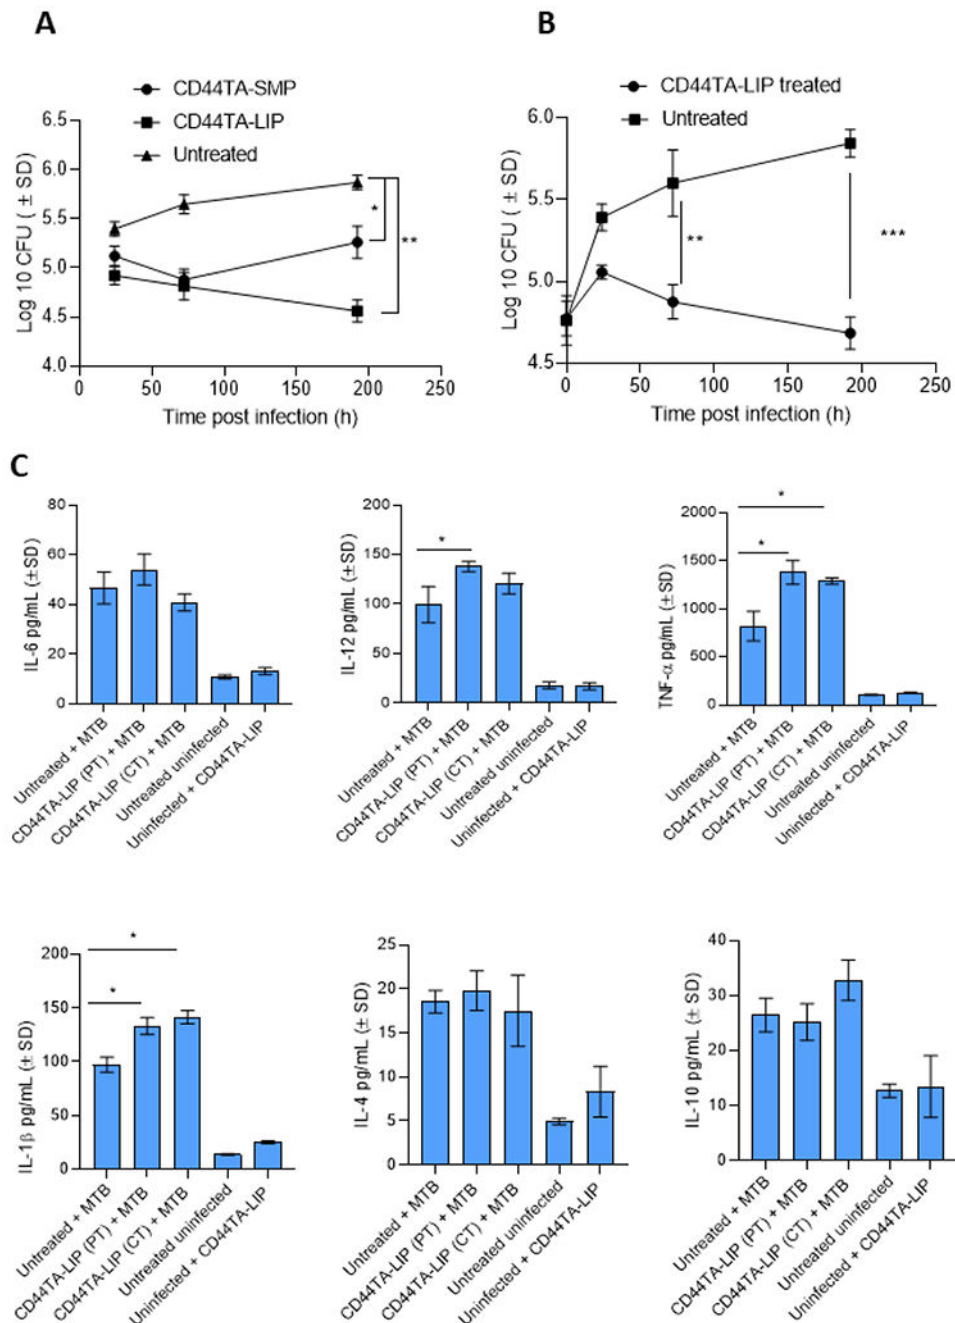 A
CD44TA-SMP
CD44TA-LIP
Untreated
6.5
6.0
5.5
5.0
4.5
4.0
Log 10 CFU ( ± SD)
*
**
0 50 100 150 200 250
Time post infection (h)
B
CD44TA-LIP treated
Untreated
6.0
5.5
5.0
4.5
Log 10 CFU ( ± SD)
**
***
0 50 100 150 200 250
Time post infection (h)
C
80
60
40
20
0
IL-6 pg/mL (±SD)
Untreated + MTB
CD44TA-LIP (PT) + MTB
CD44TA-LIP (CT) + MTB
Untreated uninfected
Uninfected + CD44TA-LIP
200
150
100
50
0
IL-12 pg/mL (±SD)
*
Untreated + MTB
CD44TA-LIP (PT) + MTB
CD44TA-LIP (CT) + MTB
Untreated uninfected
Uninfected + CD44TA-LIP
2000
1500
1000
500
0
TNF-α pg/mL (±SD)
*
*
Untreated + MTB
CD44TA-LIP (PT) + MTB
CD44TA-LIP (CT) + MTB
Untreated uninfected
Uninfected + CD44TA-LIP
200
150
100
50
0
IL-1β pg/mL (± SD)
*
*
Untreated + MTB
CD44TA-LIP (PT) + MTB
CD44TA-LIP (CT) + MTB
Untreated uninfected
Uninfected + CD44TA-LIP
25
20
15
10
5
0
IL-4 pg/mL (± SD)
Untreated + MTB
CD44TA-LIP (PT) + MTB
CD44TA-LIP (CT) + MTB
Untreated uninfected
Uninfected + CD44TA-LIP
40
30
20
10
0
IL-10 pg/mL (± SD)
Untreated + MTB
CD44TA-LIP (PT) + MTB
CD44TA-LIP (CT) + MTB
Untreated uninfected
Uninfected + CD44TA-LIP